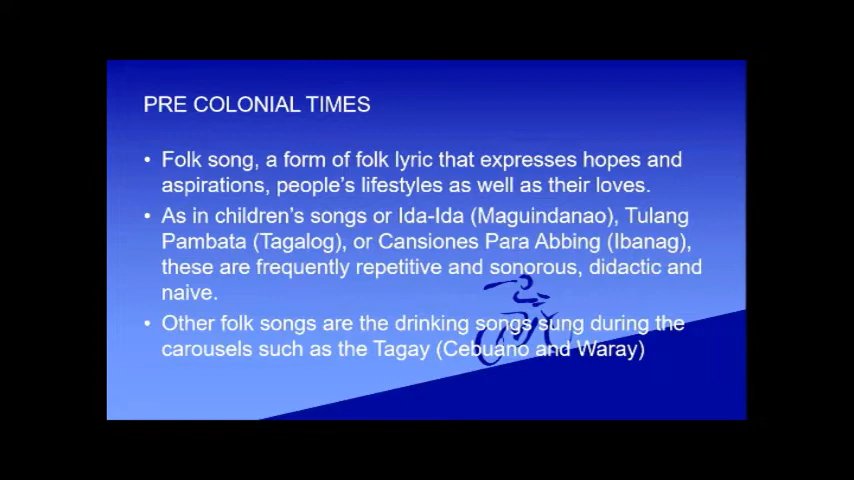 PRE COLONIAL TIMES
• Folk song, a form of folk lyric that expresses hopes and
aspirations, people's lifestyles as well as their loves.
• As in children's songs or Ida-Ida (Maguindanao), Tulang
Pambata (Tagalog), or Cansiones Para Abbing (Ibanag),
these are frequently repetitive and sonorous, didactic and
naive.
• Other folk songs are the drinking songs sung during the
carousels such as the Tagay (Cebuano and Waray)